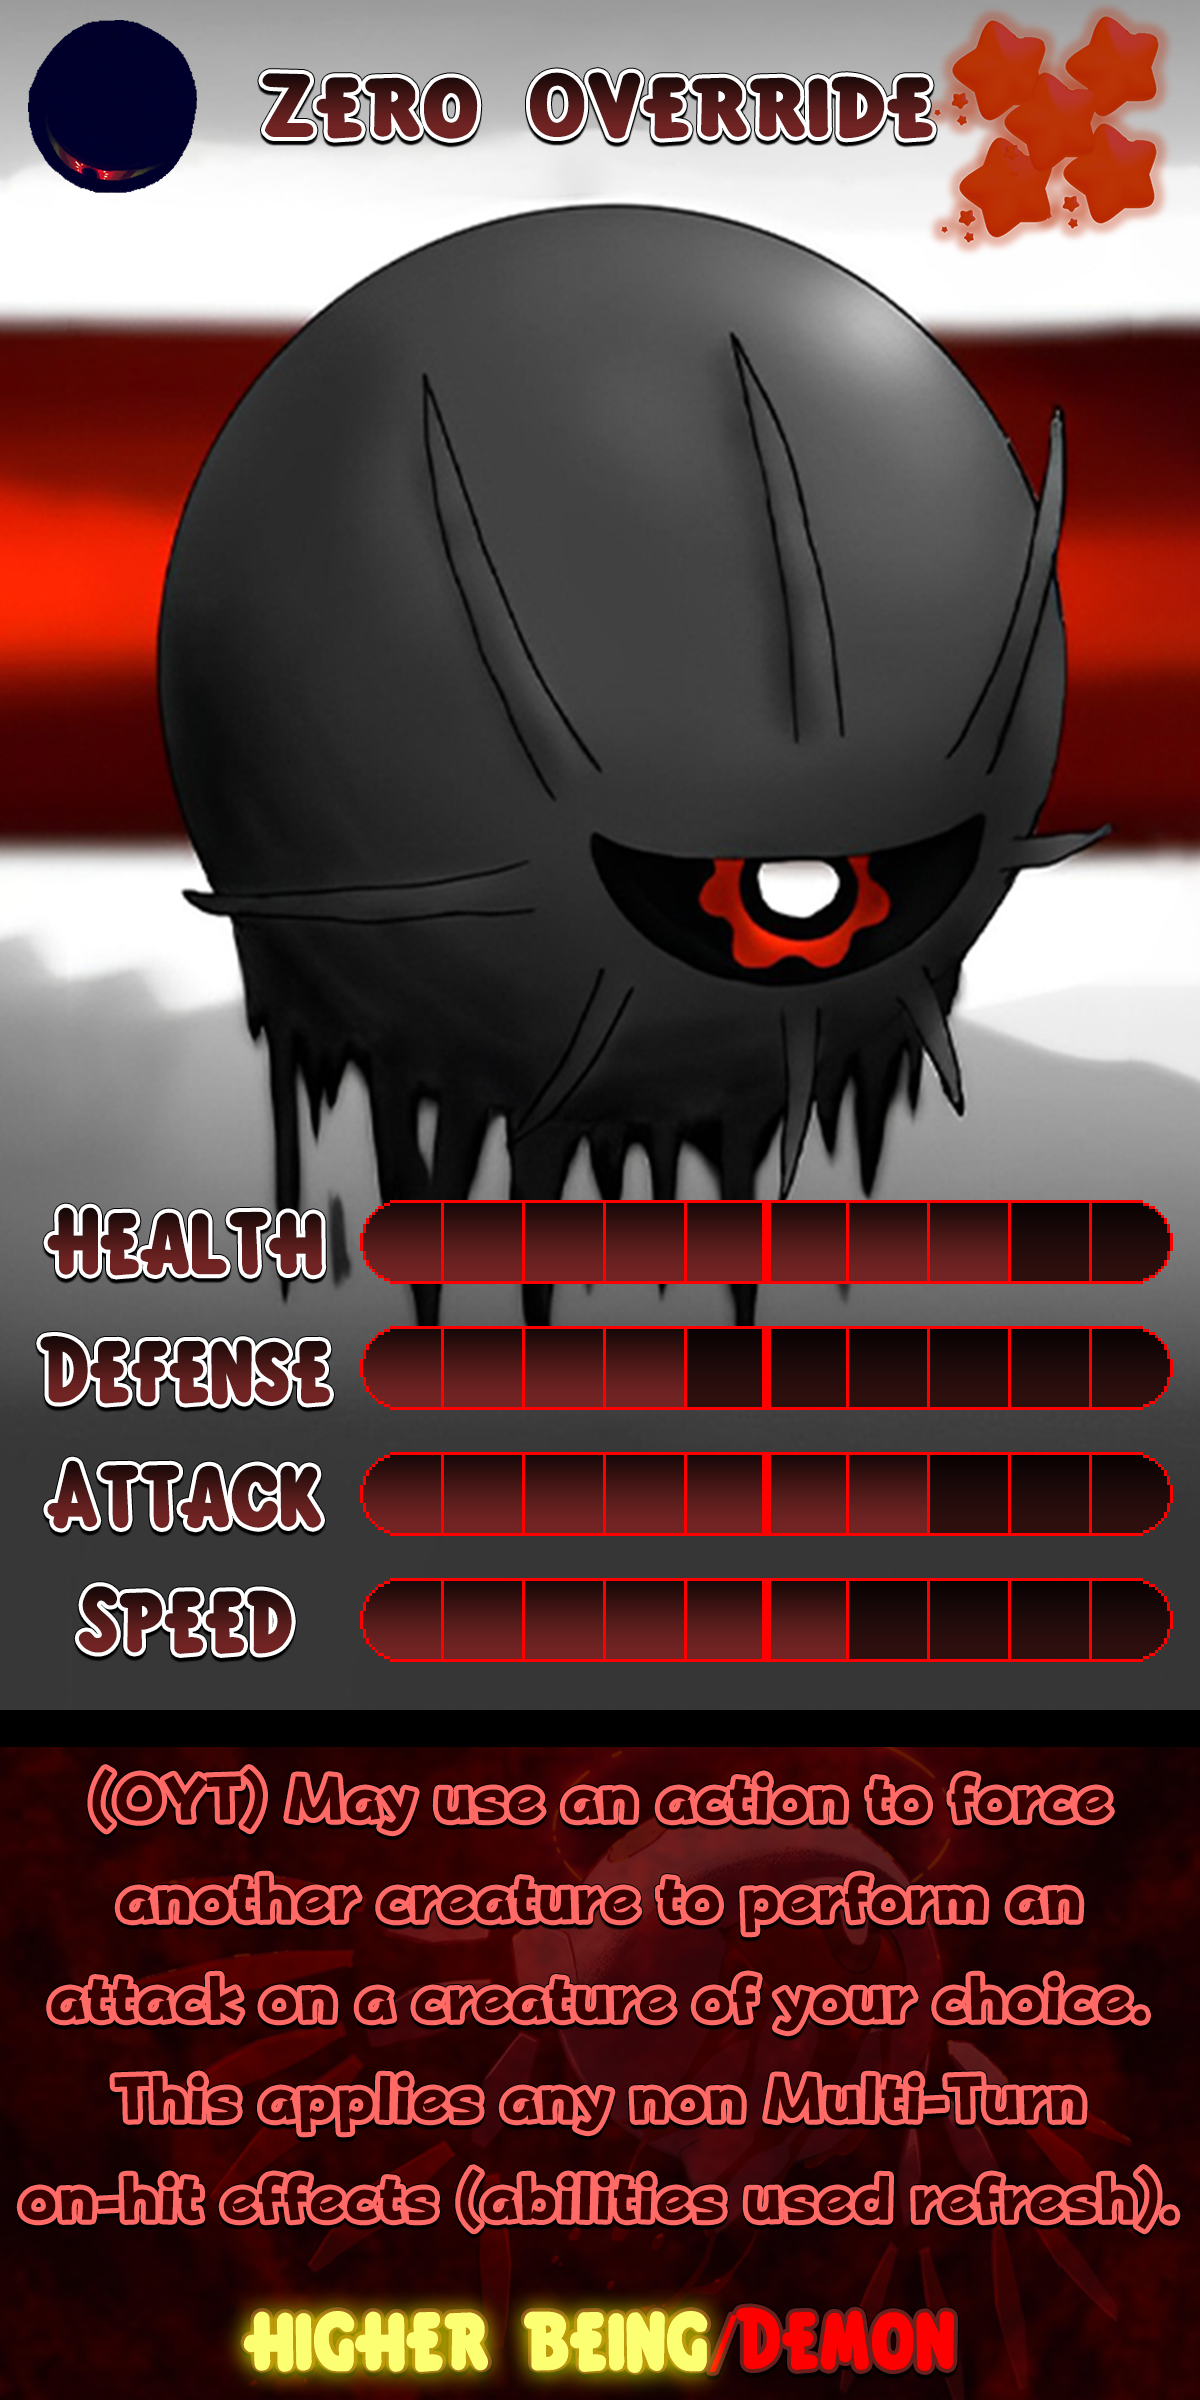 Zero Override
Health
Defense
Attack
Speed
(OYT) May use an action to force
another creature to perform an
attack on a creature of your choice.
This applies any non Multi-Turn
on-hit effects (abilities used refresh).
Higher Being/Demon